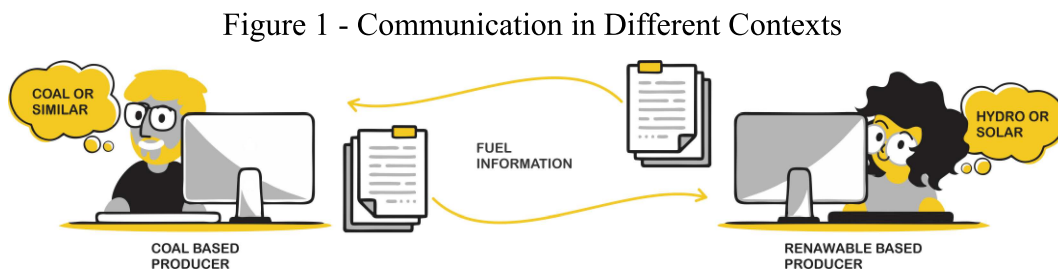 Figure 1 - Communication in Different Contexts
COAL OR
SIMILAR
FUEL
INFORMATION
HYDRO OR
SOLAR
COAL BASED
PRODUCER
RENAWABLE BASED
PRODUCER